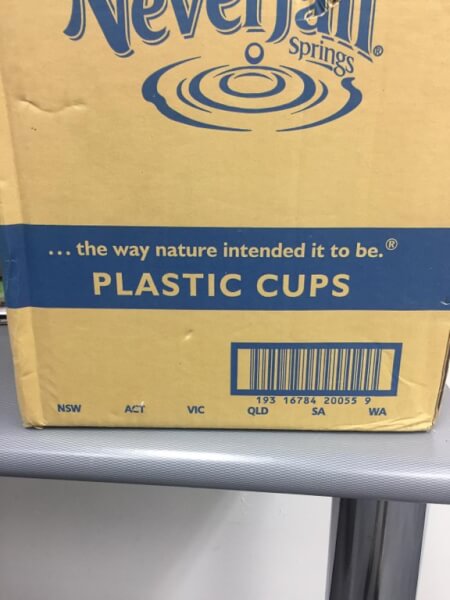 Neverfail®
Springs
... the way nature intended it to be.®
PLASTIC CUPS
193 16784 20055 9
NSW ACT VIC QLD SA WA